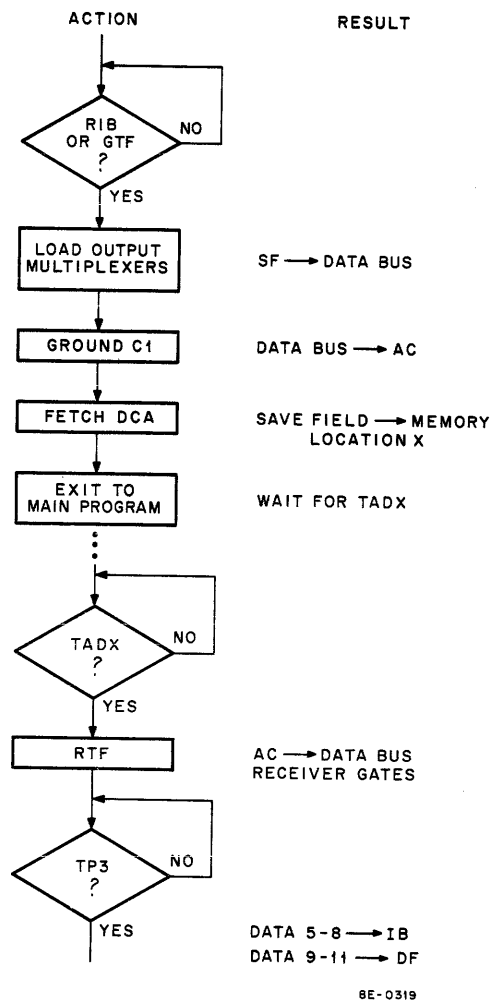 ACTION
RESULT
RIB
OR GTF
?
NO
YES
LOAD OUTPUT
MULTIPLEXERS
SF → DATA BUS
GROUND C1
DATA BUS → AC
FETCH DCA
SAVE FIELD → MEMORY
LOCATION X
EXIT TO
MAIN PROGRAM
WAIT FOR TADX
TADX
?
NO
YES
RTF
AC → DATA BUS
RECEIVER GATES
TP3
?
NO
YES
DATA 5-8 → IB
DATA 9-11 → DF
8E-0319